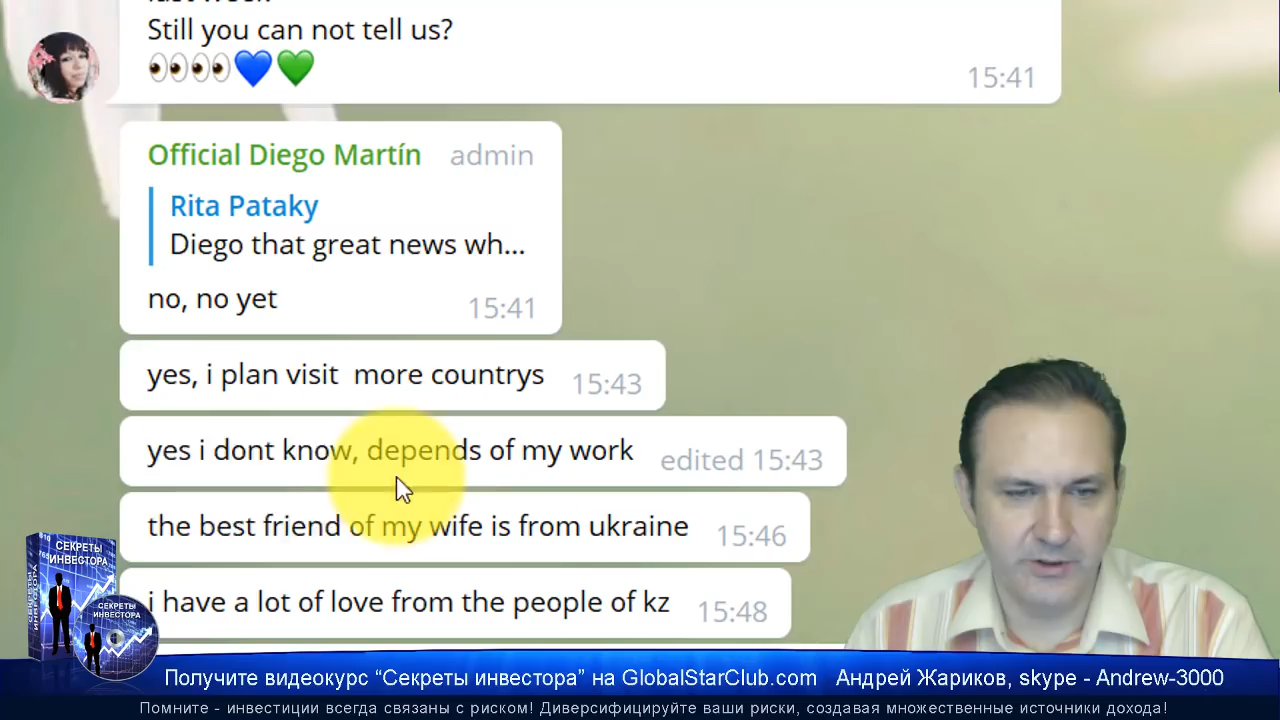 Still you can not tell us?
👀👀💙💚
15:41
Official Diego Martín admin
Rita Pataky
Diego that great news wh...
no, no yet 15:41
yes, i plan visit more countrys 15:43
yes i dont know, depends of my work edited 15:43
the best friend of my wife is from ukraine 15:46
i have a lot of love from the people of kz 15:48
СЕКРЕТЫ
ИНВЕСТОРА
СЕКРЕТЫ ИНВЕСТОРА
СЕКРЕТЫ
ИНВЕСТОРА
Получите видеокурс “Секреты инвестора” на GlobalStarClub.com Андрей Жариков, skype - Andrew-3000
Помните - инвестиции всегда связаны с риском! Диверсифицируйте ваши риски, создавая множественные источники дохода!